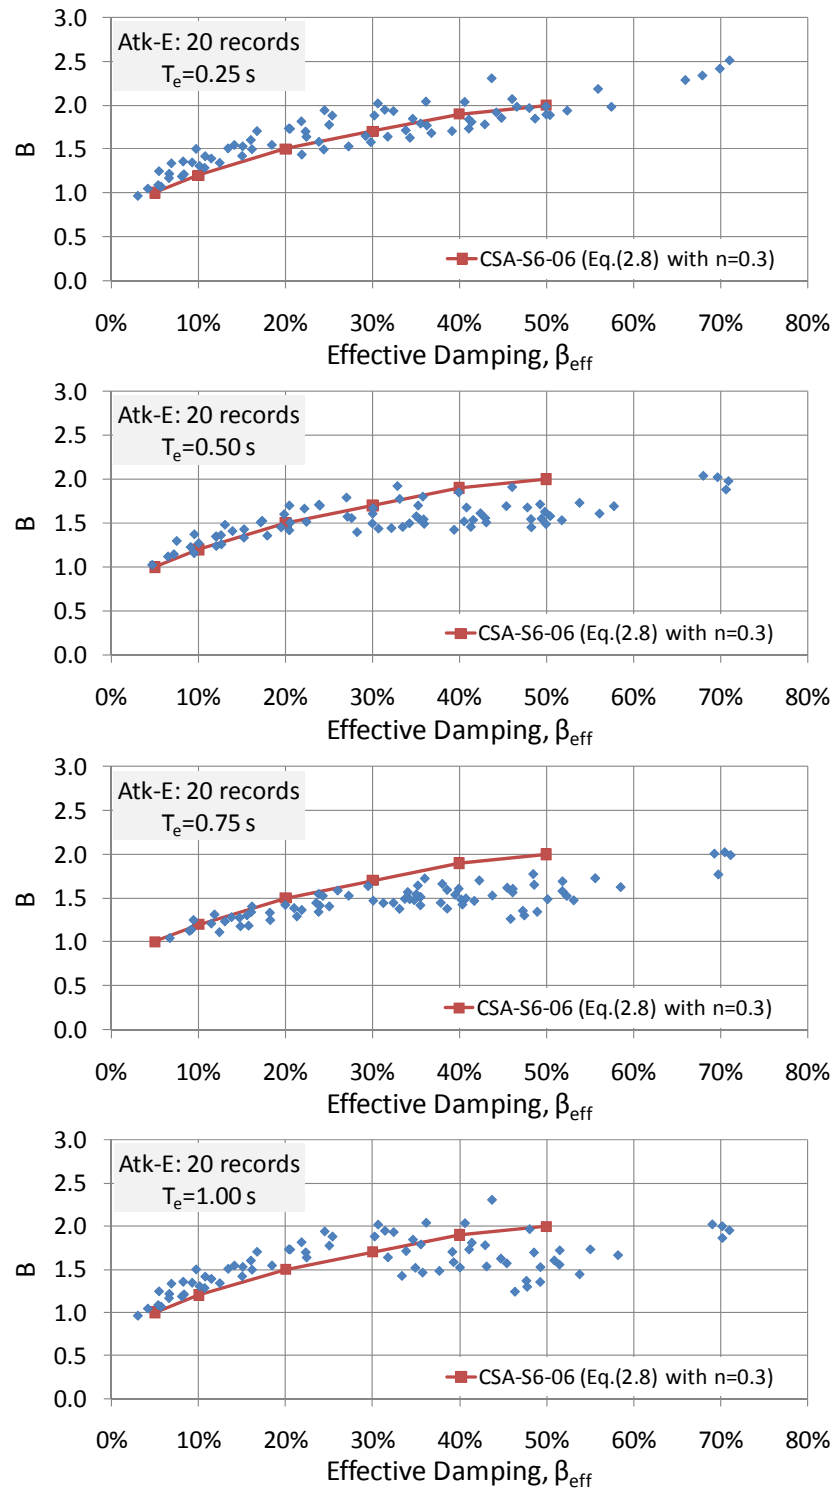 3.0
Atk-E: 20 records
2.5
Te=0.25 s
2.0
B
1.5
1.0
0.5
CSA-S6-06 (Eq.(2.8) with n=0.3)
0.0
0% 10% 20% 30% 40% 50% 60% 70% 80%
Effective Damping, βeff
3.0
Atk-E: 20 records
2.5
Te=0.50 s
2.0
B
1.5
1.0
0.5
CSA-S6-06 (Eq.(2.8) with n=0.3)
0.0
0% 10% 20% 30% 40% 50% 60% 70% 80%
Effective Damping, βeff
3.0
Atk-E: 20 records
2.5
Te=0.75 s
2.0
B
1.5
1.0
0.5
CSA-S6-06 (Eq.(2.8) with n=0.3)
0.0
0% 10% 20% 30% 40% 50% 60% 70% 80%
Effective Damping, βeff
3.0
Atk-E: 20 records
2.5
Te=1.00 s
2.0
B
1.5
1.0
0.5
CSA-S6-06 (Eq.(2.8) with n=0.3)
0.0
0% 10% 20% 30% 40% 50% 60% 70% 80%
Effective Damping, βeff